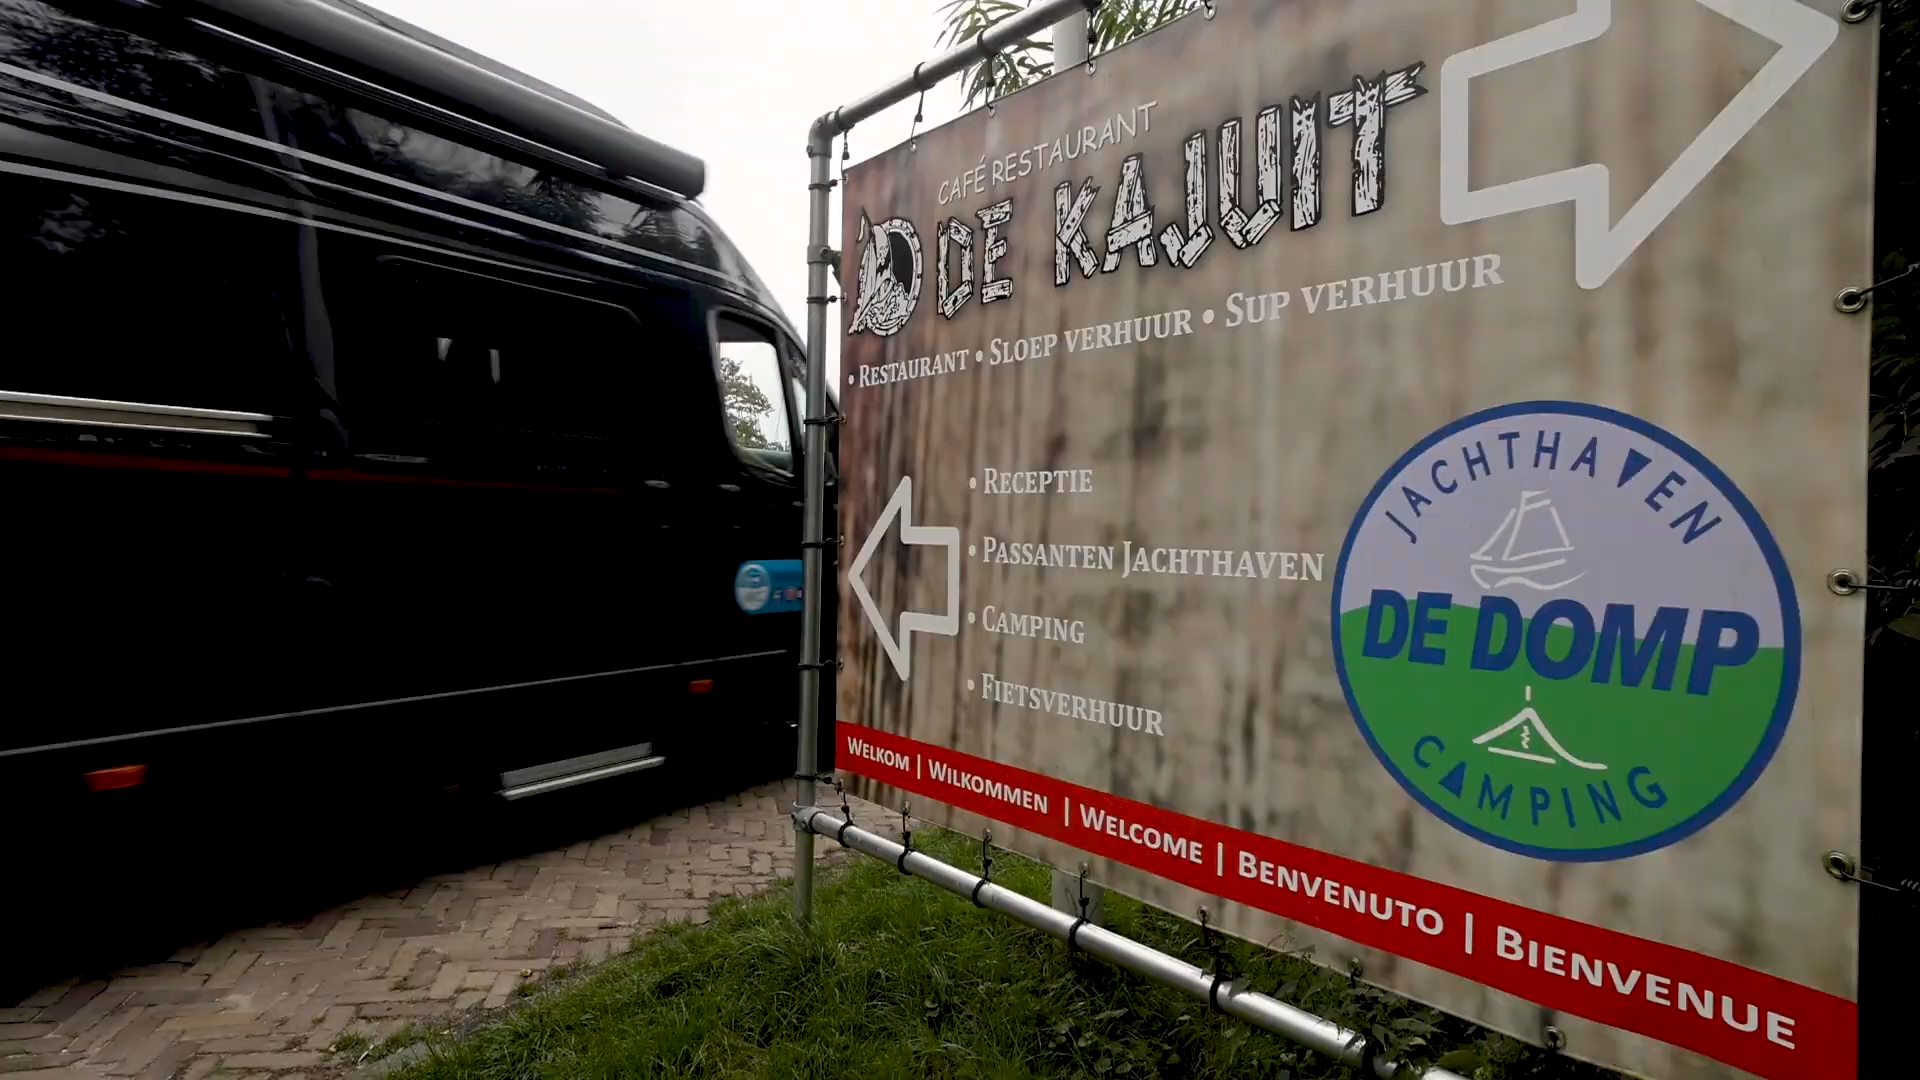 CAFÉ RESTAURANT
DE KAJUIT
• RESTAURANT • SLOEP VERHUUR • SUP VERHUUR
• RECEPTIE
• PASSANTEN JACHTHAVEN
• CAMPING
• FIETSVERHUUR
JACHTHAVEN
DE DOMP
CAMPING
WELKOM | WILKOMMEN | WELCOME | BENVENUTO | BIENVENUE